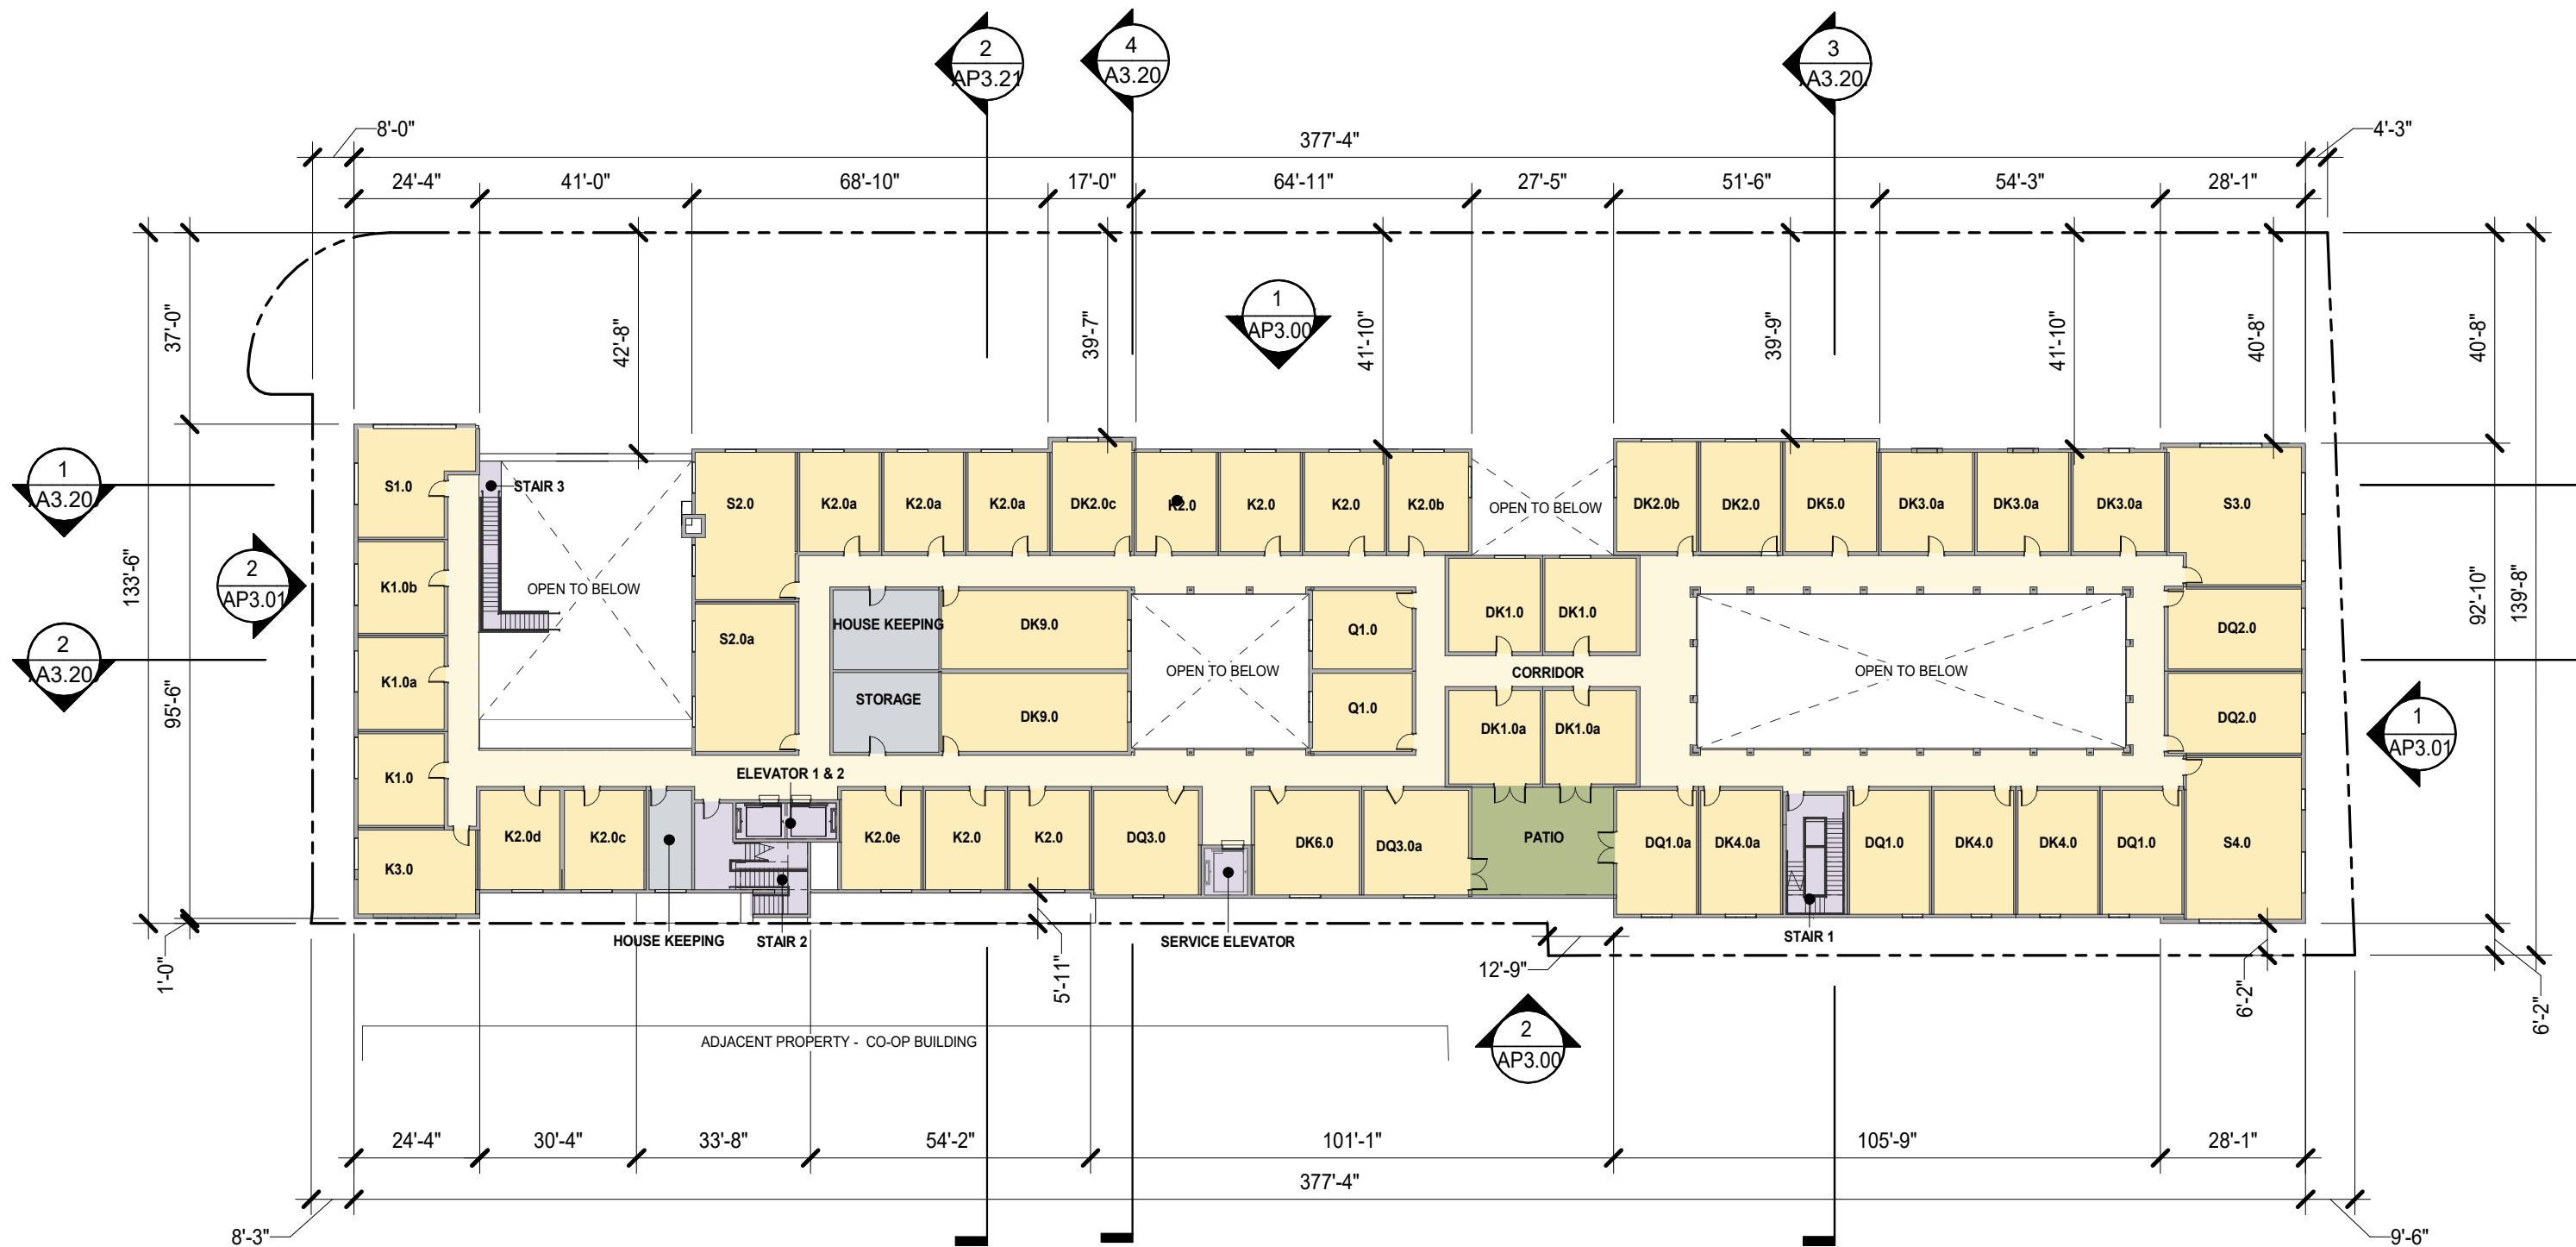 2
AP3.21
4
A3.20
3
A3.20
8'-0"
377'-4"
4'-3"
24'-4"
41'-0"
68'-10"
17'-0"
64'-11"
27'-5"
51'-6"
54'-3"
28'-1"
37'-0"
42'-8"
39'-7"
1
AP3.00
41'-10"
39'-9"
41'-10"
40'-8"
40'-8"
1
A3.20
2
AP3.01
2
A3.20
133'-6"
95'-6"
1'-0"
92'-10"
139'-8"
1
AP3.01
S1.0
STAIR 3
S2.0
K2.0a
K2.0a
K2.0a
DK2.0c
K2.0
K2.0
K2.0
K2.0b
OPEN TO BELOW
DK2.0b
DK2.0
DK5.0
DK3.0a
DK3.0a
DK3.0a
S3.0
K1.0b
OPEN TO BELOW
HOUSE KEEPING
DK9.0
Q1.0
DK1.0
DK1.0
DQ2.0
S2.0a
K1.0a
OPEN TO BELOW
CORRIDOR
OPEN TO BELOW
STORAGE
DK9.0
Q1.0
DK1.0a
DK1.0a
DQ2.0
K1.0
ELEVATOR 1 & 2
K3.0
K2.0d
K2.0c
K2.0e
K2.0
K2.0
DQ3.0
DK6.0
DQ3.0a
PATIO
DQ1.0a
DK4.0a
DQ1.0
DK4.0
DK4.0
DQ1.0
S4.0
HOUSE KEEPING
STAIR 2
SERVICE ELEVATOR
STAIR 1
5'-11"
12'-9"
6'-2"
6'-2"
2
AP3.00
ADJACENT PROPERTY - CO-OP BUILDING
24'-4"
30'-4"
33'-8"
54'-2"
101'-1"
105'-9"
28'-1"
377'-4"
8'-3"
9'-6"